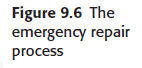 Figure 9.6 The
emergency repair
process